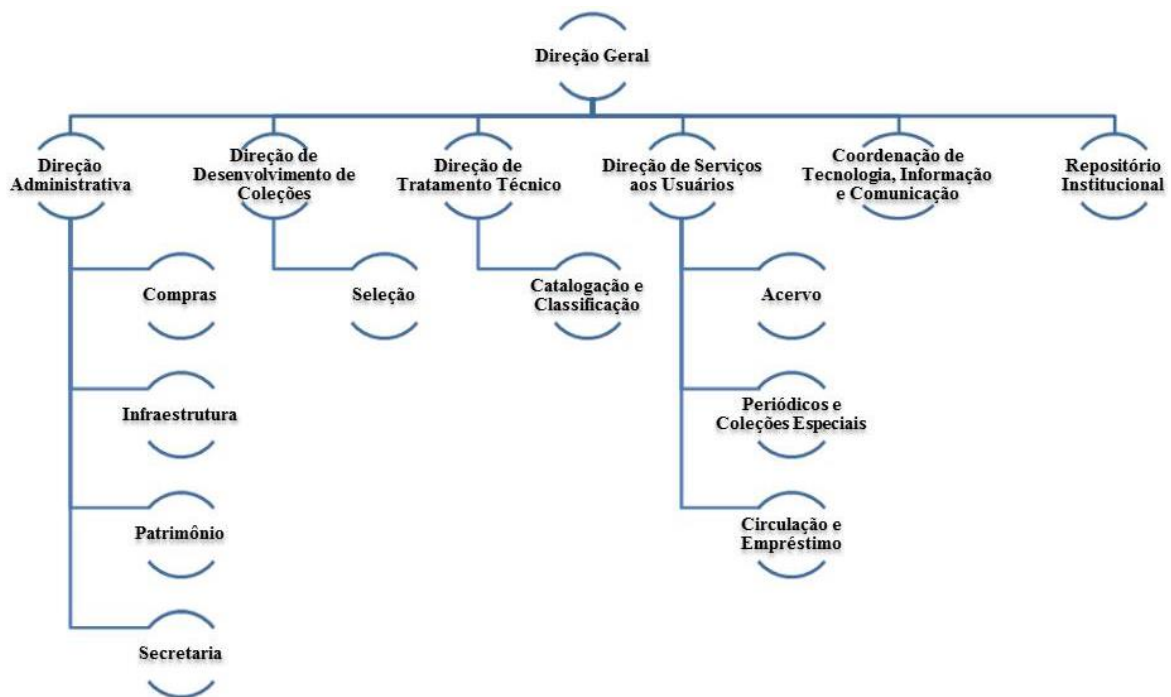 Direção Geral
Direção
Administrativa
Direção de
Desenvolvimento de
Coleções
Direção de
Tratamento Técnico
Direção de Serviços
aos Usuários
Coordenação de
Tecnologia, Informação
e Comunicação
Repositório
Institucional
Compras
Seleção
Catalogação e
Classificação
Acervo
Infraestrutura
Periódicos e
Coleções Especiais
Patrimônio
Circulação e
Empréstimo
Secretaria